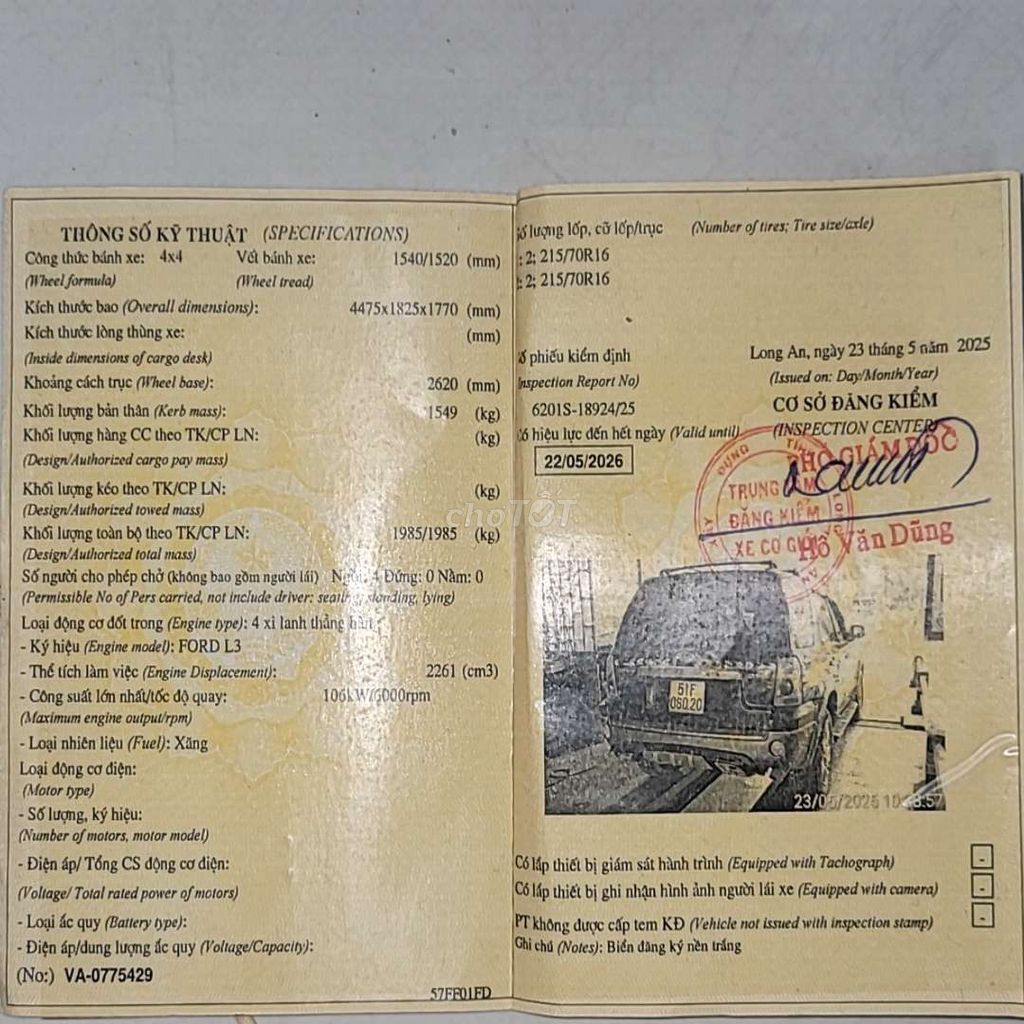 THÔNG SỐ KỸ THUẬT (SPECIFICATIONS)
Công thức bánh xe: 4x4 Vết bánh xe: 1540/1520 (mm)
(Wheel formula) (Wheel tread)
Kích thước bao (Overall dimensions): 4475x1825x1770 (mm)
Kích thước lòng thùng xe: (mm)
(Inside dimensions of cargo desk)
Khoảng cách trục (Wheel base): 2620 (mm)
Khối lượng bản thân (Kerb mass): 1549 (kg)
Khối lượng hàng CC theo TK/CP LN: (kg)
(Design/Authorized cargo pay mass)
Khối lượng kéo theo TK/CP LN: (kg)
(Design/Authorized towed mass)
Khối lượng toàn bộ theo TK/CP LN: 1985/1985 (kg)
(Design/Authorized total mass)
Số người cho phép chở (không bao gồm người lái) Ngồi: 4 Đứng: 0 Nằm: 0
(Permissible No of Pers carried, not include driver: seating, standing, lying)
Loại động cơ đốt trong (Engine type): 4 xi lanh thẳng hàng
- Ký hiệu (Engine model): FORD L3
- Thể tích làm việc (Engine Displacement): 2261 (cm3)
- Công suất lớn nhất/tốc độ quay: 106kW/6000rpm
(Maximum engine output/rpm)
- Loại nhiên liệu (Fuel): Xăng
Loại động cơ điện:
(Motor type)
- Số lượng, ký hiệu:
(Number of motors, motor model)
- Điện áp/ Tổng CS động cơ điện:
(Voltage/ Total rated power of motors)
- Loại ắc quy (Battery type):
- Điện áp/dung lượng ắc quy (Voltage/Capacity):
(No:) VA-0775429
57FF01FD
lượng lốp, cỡ lốp/trục (Number of tires; Tire size/axle)
: 2; 215/70R16
: 2; 215/70R16
phiếu kiểm định
Inspection Report No)
6201S-18924/25
Có hiệu lực đến hết ngày (Valid until)
22/05/2026
Long An, ngày 23 tháng 5 năm 2025
(Issued on: Day/Month/Year)
CƠ SỞ ĐĂNG KIỂM
(INSPECTION CENTER)
PHÓ GIÁM ĐỐC
TRUNG TÂM
ĐĂNG KIỂM
XE CƠ GIỚI
Hồ Văn Dũng
choTỐT
51F
060.20
23/05/2025 10:
Có lắp thiết bị giám sát hành trình (Equipped with Tachograph) -
Có lắp thiết bị ghi nhận hình ảnh người lái xe (Equipped with camera) -
PT không được cấp tem KĐ (Vehicle not issued with inspection stamp) -
Ghi chú (Notes): Biển đăng ký nền trắng